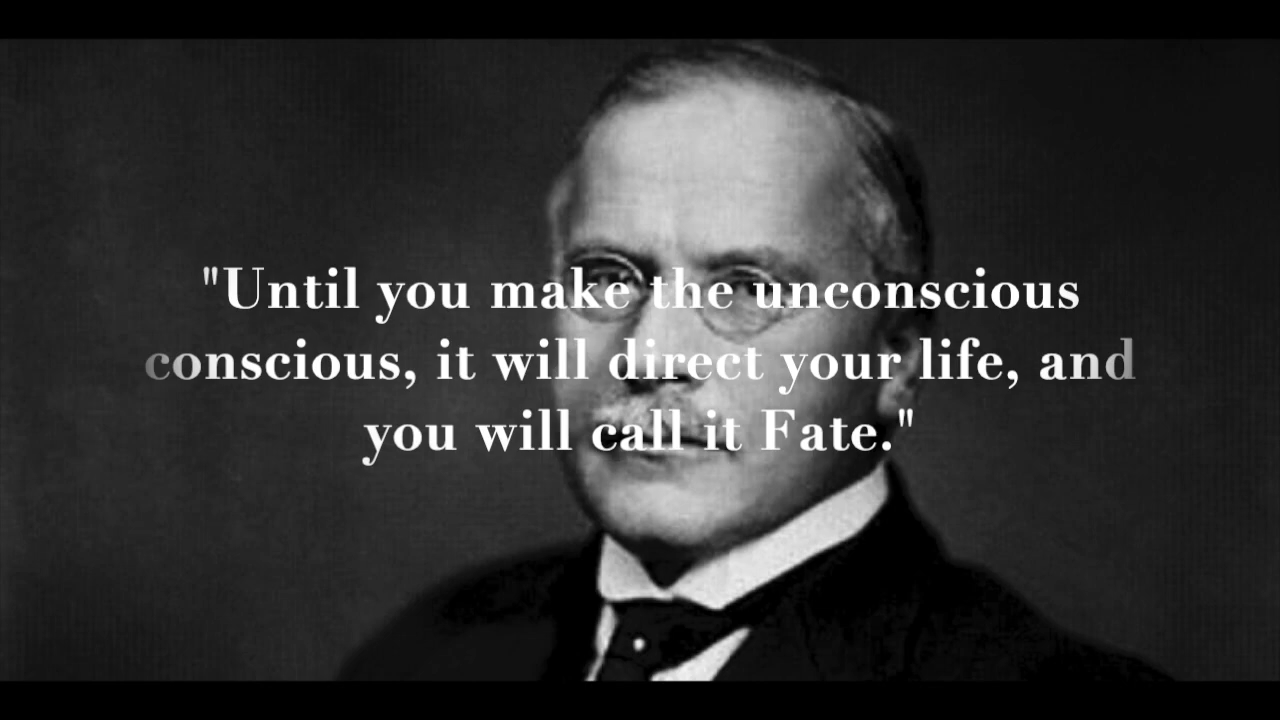 "Until you make the unconscious
conscious, it will direct your life, and
you will call it Fate."